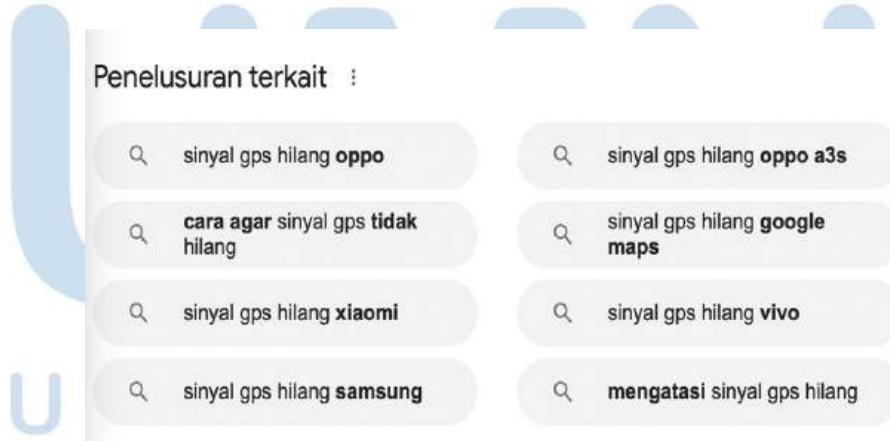 Penelusuran terkait
sinyal gps hilang oppo
sinyal gps hilang oppo a3s
cara agar sinyal gps tidak
hilang
sinyal gps hilang google
maps
sinyal gps hilang xiaomi
sinyal gps hilang vivo
sinyal gps hilang samsung
mengatasi sinyal gps hilang